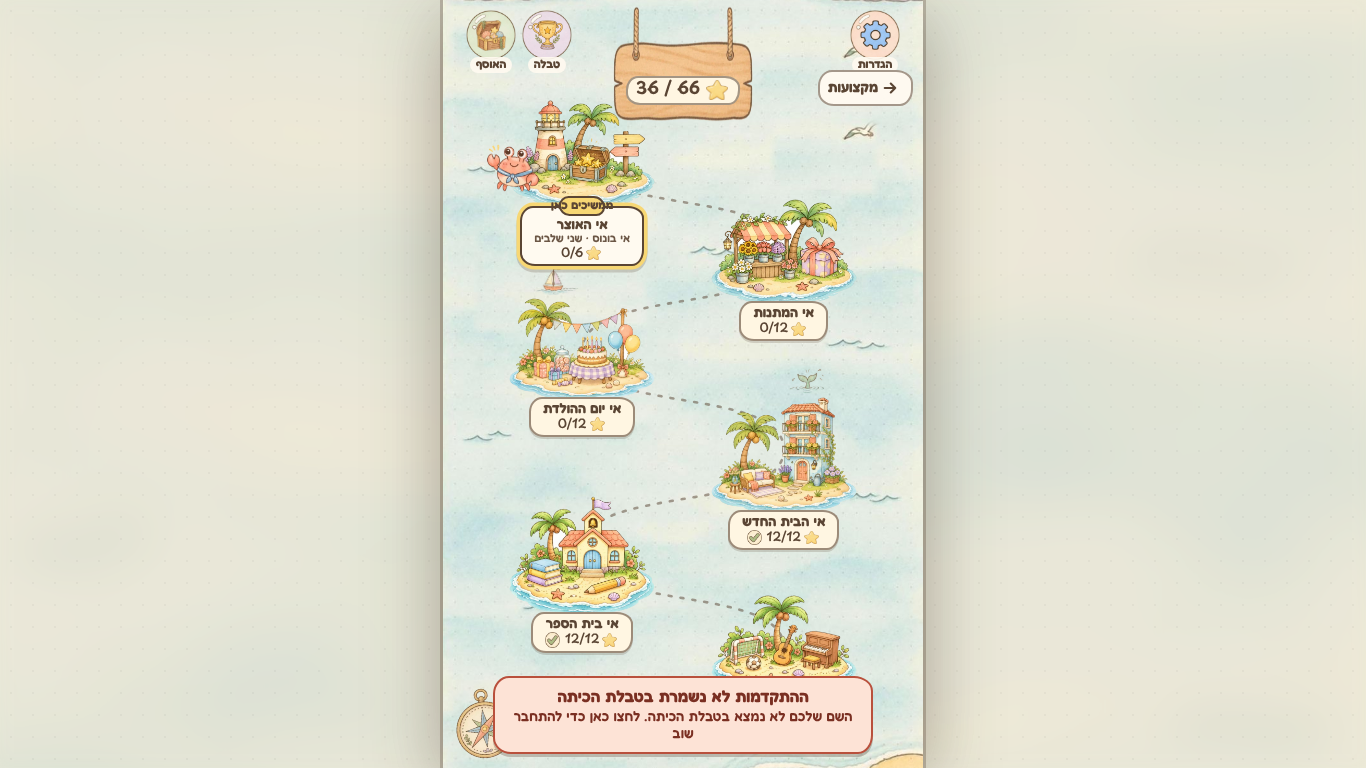 הגדרות
טבלה
האוסף
36 / 66
→ מקצועות
ממשיכים כאן
אי האוצר
אי בונוס · שני שלבים
0/6
אי המתנות
0/12
אי יום ההולדת
0/12
אי הבית החדש
12/12
אי בית הספר
12/12
ההתקדמות לא נשמרת בטבלת הכיתה
השם שלכם לא נמצא בטבלת הכיתה. לחצו כאן כדי להתחבר
שוב